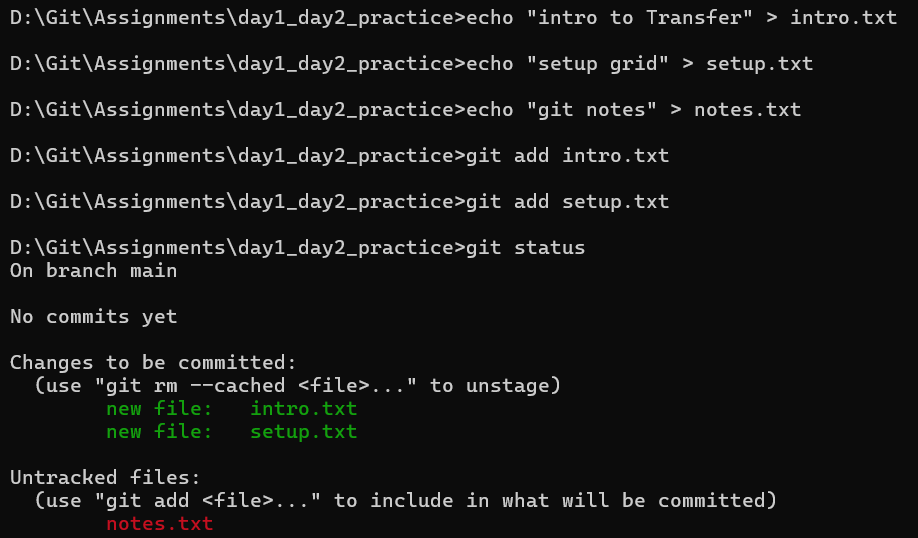 D:\Git\Assignments\day1_day2_practice>echo "intro to Transfer" > intro.txt
D:\Git\Assignments\day1_day2_practice>echo "setup grid" > setup.txt
D:\Git\Assignments\day1_day2_practice>echo "git notes" > notes.txt
D:\Git\Assignments\day1_day2_practice>git add intro.txt
D:\Git\Assignments\day1_day2_practice>git add setup.txt
D:\Git\Assignments\day1_day2_practice>git status
On branch main
No commits yet
Changes to be committed:
  (use "git rm --cached <file>..." to unstage)
        new file:   intro.txt
        new file:   setup.txt
Untracked files:
  (use "git add <file>..." to include in what will be committed)
        notes.txt